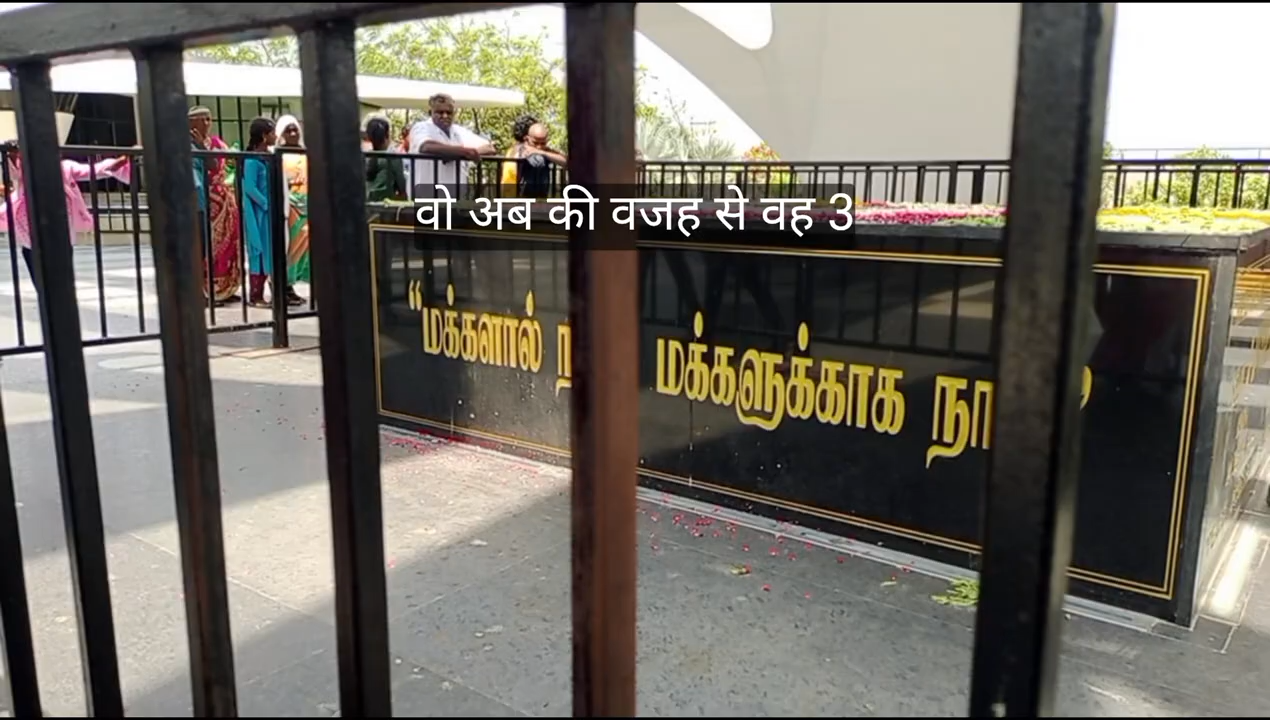 वो अब की वजह से वह 3
“மக்களால் மக்களுக்காக